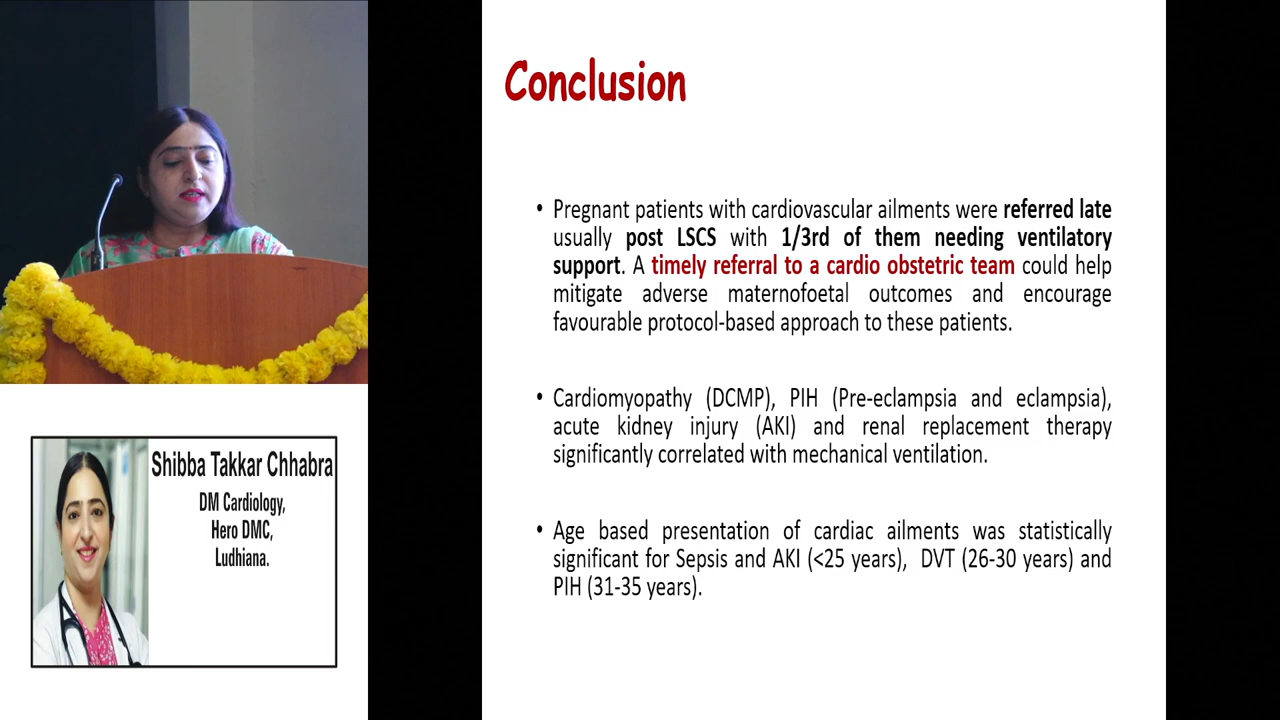 Conclusion
• Pregnant patients with cardiovascular ailments were referred late
usually post LSCS with 1/3rd of them needing ventilatory
support. A timely referral to a cardio obstetric team could help
mitigate adverse maternofoetal outcomes and encourage
favourable protocol-based approach to these patients.
• Cardiomyopathy (DCMP), PIH (Pre-eclampsia and eclampsia),
acute kidney injury (AKI) and renal replacement therapy
significantly correlated with mechanical ventilation.
• Age based presentation of cardiac ailments was statistically
significant for Sepsis and AKI (<25 years), DVT (26-30 years) and
PIH (31-35 years).
Shibba Takkar Chhabra
DM Cardiology,
Hero DMC,
Ludhiana.